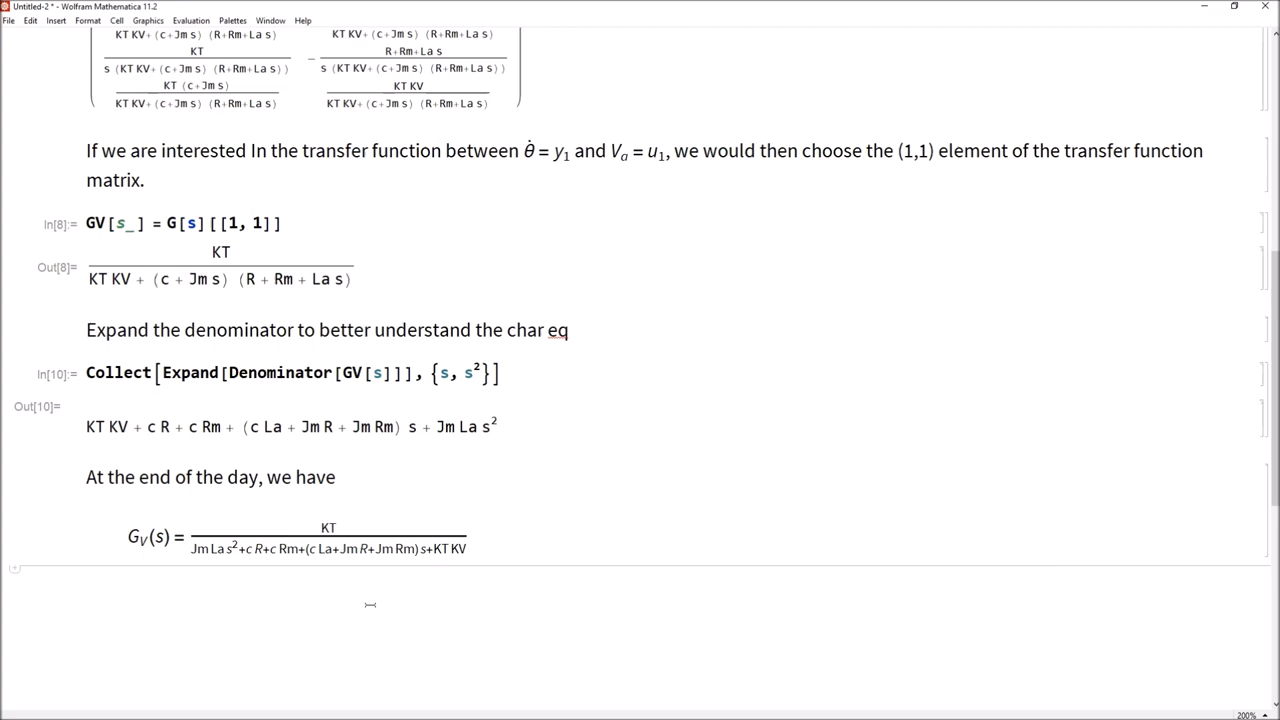 Untitled-2 * - Wolfram Mathematica 11.2
File Edit Insert Format Cell Graphics Evaluation Palettes Window Help
KT KV+ (c+Jm s) (R+Rm+La s) KT KV+ (c+Jm s) (R+Rm+La s)
KT R+Rm+La s
s (KT KV+ (c+Jm s) (R+Rm+La s)) − s (KT KV+ (c+Jm s) (R+Rm+La s))
KT (c+Jm s) KT KV
KT KV+ (c+Jm s) (R+Rm+La s) KT KV+ (c+Jm s) (R+Rm+La s)
If we are interested In the transfer function between θ̇ = y₁ and Vₐ = u₁, we would then choose the (1,1) element of the transfer function
matrix.
In[8]:= GV[s_] = G[s][[1, 1]]
KT
Out[8]= KT KV + (c + Jm s) (R + Rm + La s)
Expand the denominator to better understand the char eq
In[10]:= Collect[Expand[Denominator[GV[s]]], {s, s²}]
Out[10]=
KT KV + c R + c Rm + (c La + Jm R + Jm Rm) s + Jm La s²
At the end of the day, we have
KT
G_V(s) = Jm La s²+c R+c Rm+(c La+Jm R+Jm Rm) s+KT KV
200%